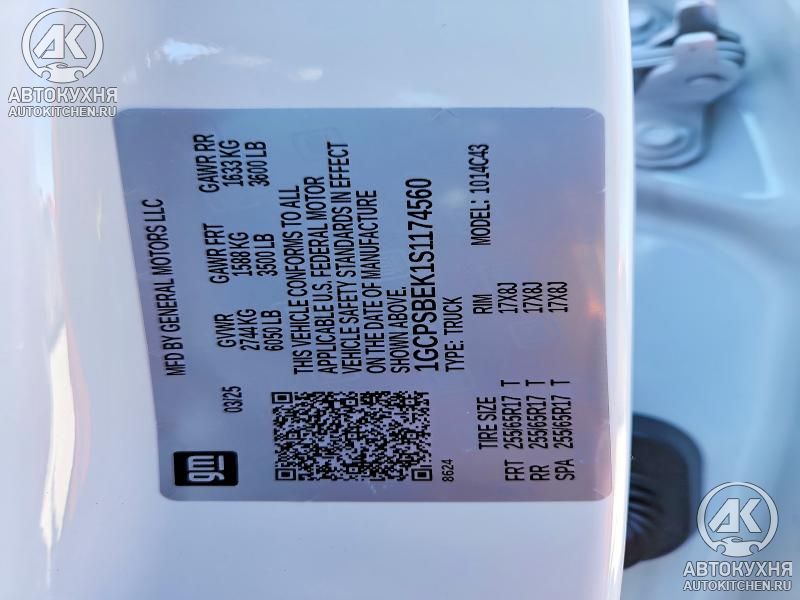 AK
АВТОКУХНЯ
AUTOKITCHEN.RU
gm
MFD BY GENERAL MOTORS LLC
03/25
GVWR GAWR FRT GAWR RR
2744 KG 1588 KG 1633 KG
6050 LB 3500 LB 3600 LB
THIS VEHICLE CONFORMS TO ALL
APPLICABLE U.S. FEDERAL MOTOR
VEHICLE SAFETY STANDARDS IN EFFECT
ON THE DATE OF MANUFACTURE
SHOWN ABOVE.
1GCPSBEK1S1174560
TYPE: TRUCK MODEL: 1014C43
8624
TIRE SIZE RIM
FRT 255/65R17 T 17X8J
RR 255/65R17 T 17X8J
SPA 255/65R17 T 17X8J
AK
АВТОКУХНЯ
AUTOKITCHEN.RU